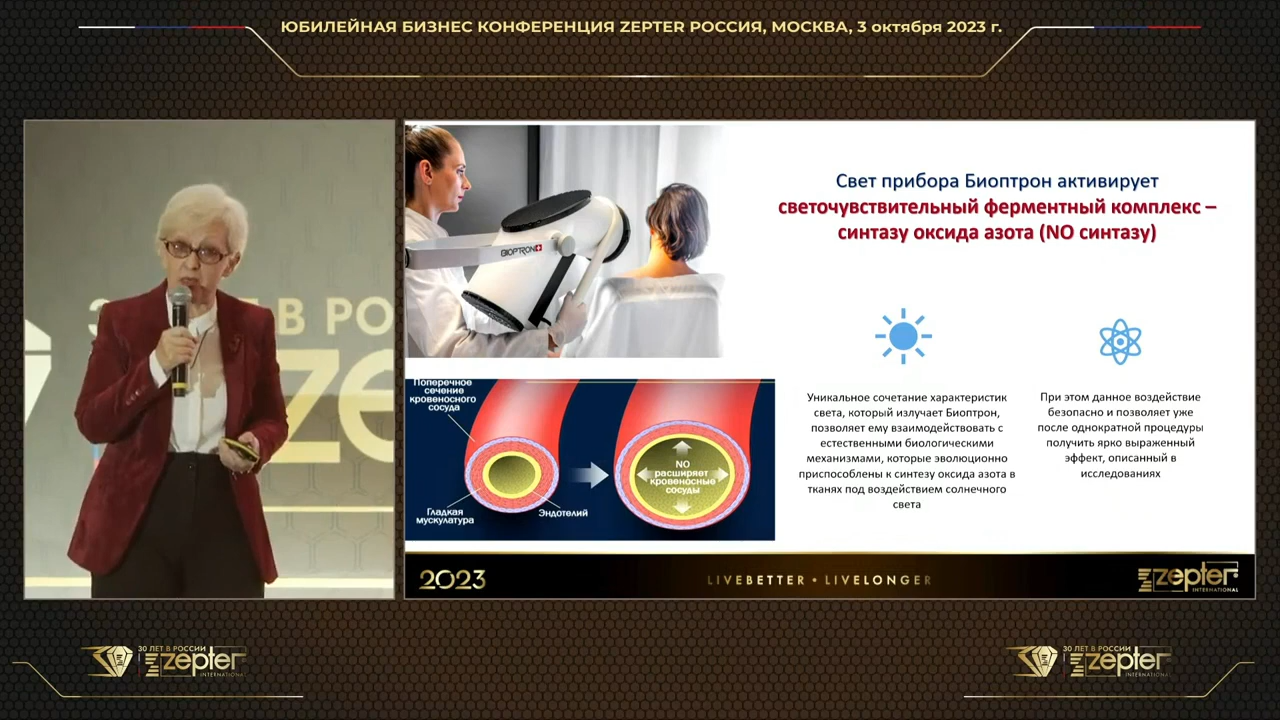 ЮБИЛЕЙНАЯ БИЗНЕС КОНФЕРЕНЦИЯ ZEPTER РОССИЯ, МОСКВА, 3 октября 2023 г.
В РО
ze
BIOPTRON
Свет прибора Биоптрон активирует
светочувствительный ферментный комплекс –
синтазу оксида азота (NO синтазу)
Поперечное
сечение
кровеносного
сосуда
NO
расширяет
кровеносные
сосуды
Гладкая
мускулатура
Эндотелий
Уникальное сочетание характеристик
света, который излучает Биоптрон,
позволяет ему взаимодействовать с
естественными биологическими
механизмами, которые эволюционно
приспособлены к синтезу оксида азота в
тканях под воздействием солнечного
света
При этом данное воздействие
безопасно и позволяет уже
после однократной процедуры
получить ярко выраженный
эффект, описанный в
исследованиях
2023
LIVEBETTER • LIVELONGER
zepter
INTERNATIONAL
30 ЛЕТ В РОССИИ
zepter
INTERNATIONAL
30 ЛЕТ В РОССИИ
zepter
INTERNATIONAL